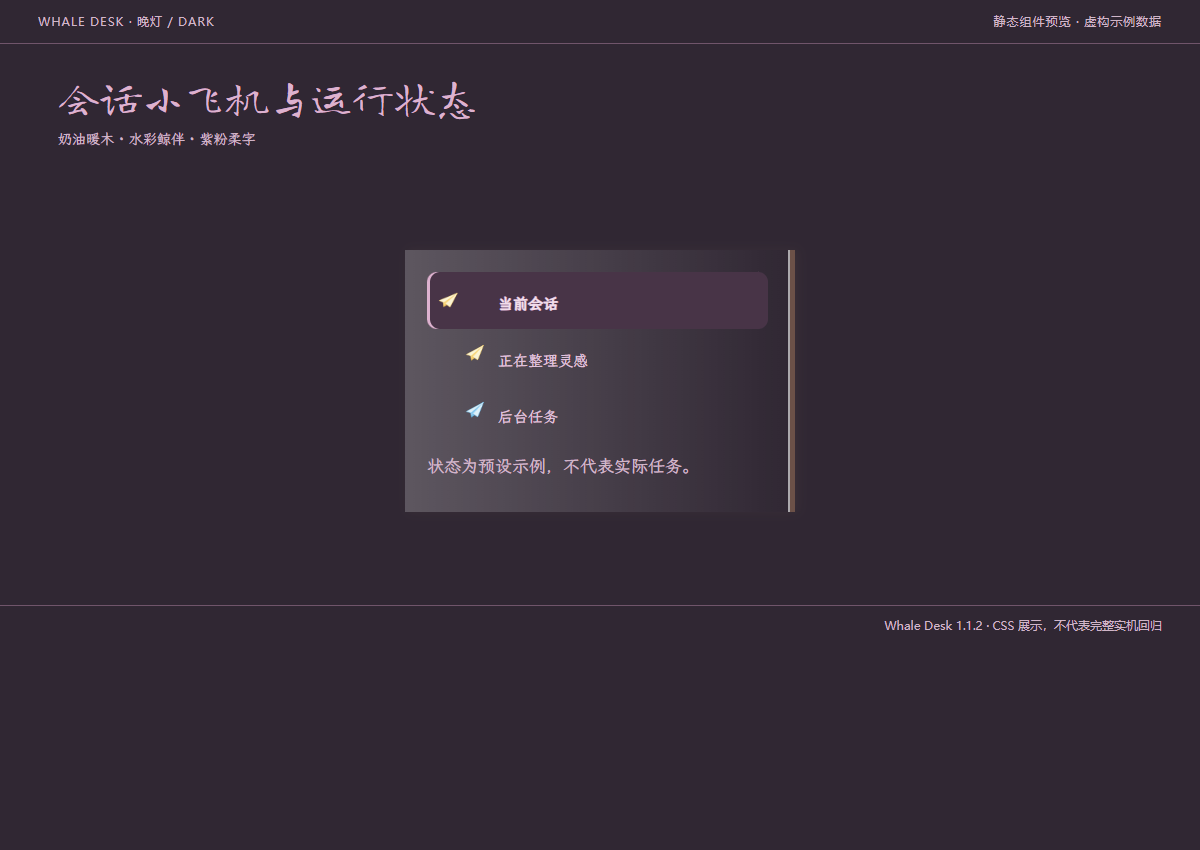 WHALE DESK · 晚灯 / DARK
静态组件预览 · 虚构示例数据
会话小飞机与运行状态
奶油暖木 · 水彩鲸伴 · 紫粉柔字
当前会话
正在整理灵感
后台任务
状态为预设示例，不代表实际任务。
Whale Desk 1.1.2 · CSS 展示，不代表完整实机回归